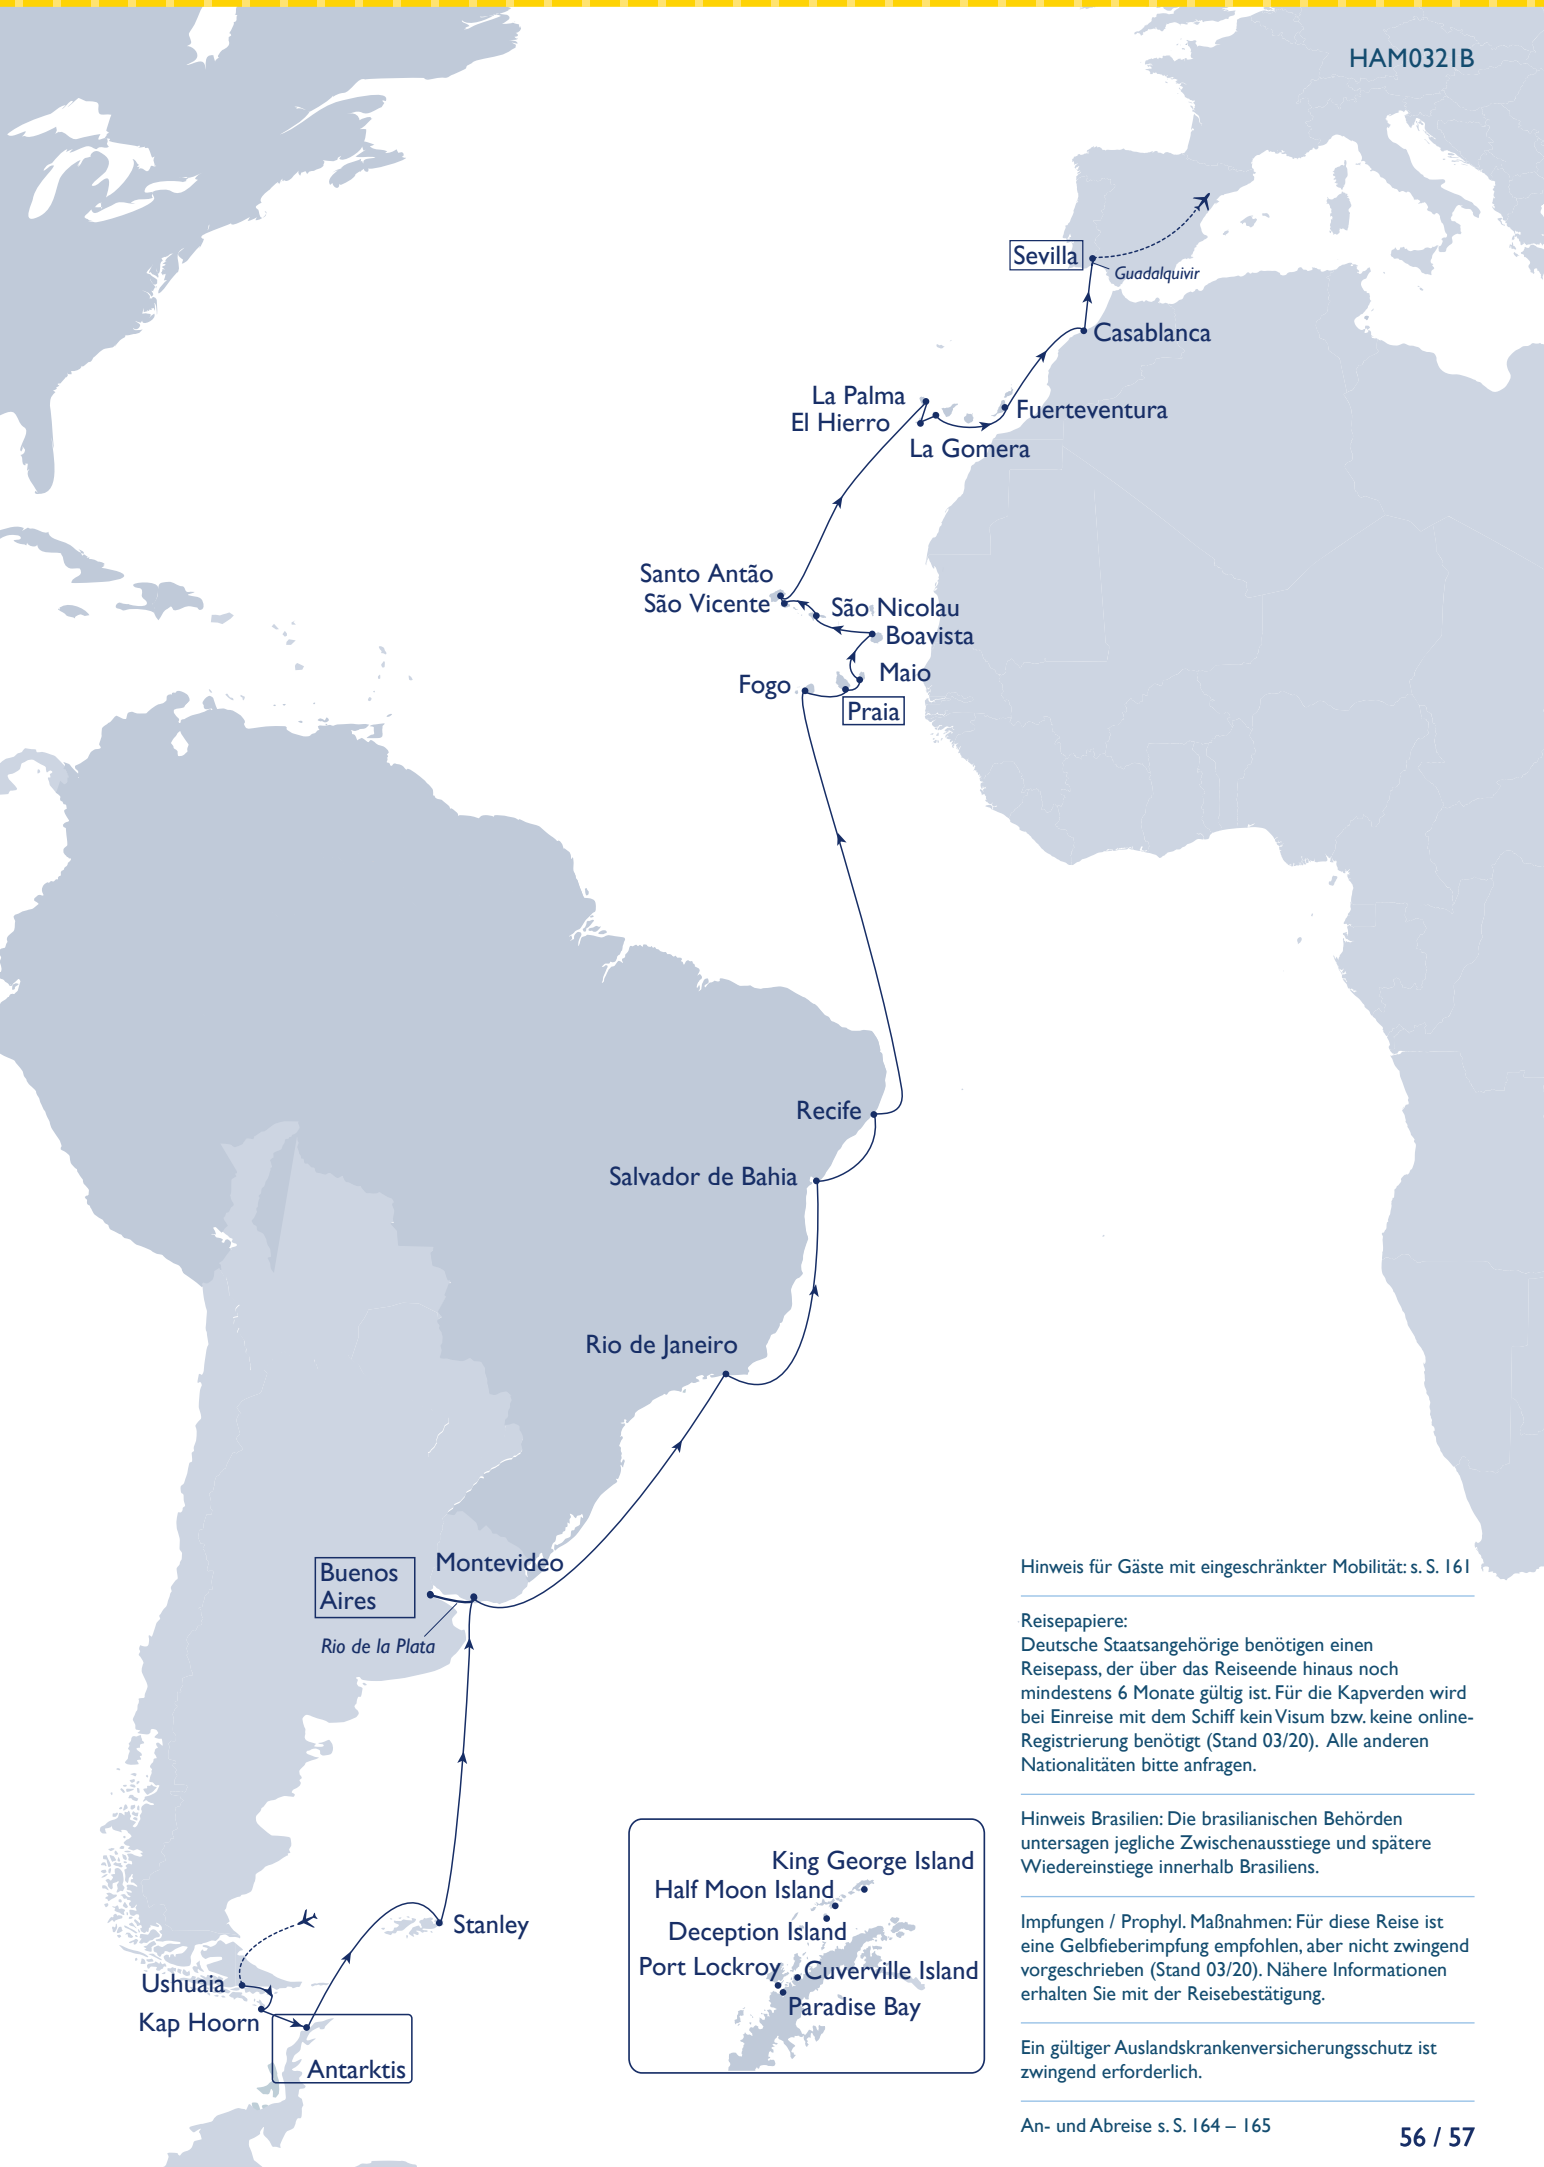 HAM0321B
Sevilla
Guadalquivir
Casablanca
La Palma
El Hierro
Fuerteventura
La Gomera
Santo Antão
São Vicente
São Nicolau
Boavista
Maio
Fogo
Praia
Recife
Salvador de Bahia
Rio de Janeiro
Montevideo
Buenos
Aires
Rio de la Plata
Stanley
Ushuaia
Kap Hoorn
Antarktis
King George Island
Half Moon Island
Deception Island
Port Lockroy
Cuverville Island
Paradise Bay
Hinweis für Gäste mit eingeschränkter Mobilität: s. S. 161
Reisepapiere:
Deutsche Staatsangehörige benötigen einen
Reisepass, der über das Reiseende hinaus noch
mindestens 6 Monate gültig ist. Für die Kapverden wird
bei Einreise mit dem Schiff kein Visum bzw. keine online-
Registrierung benötigt (Stand 03/20). Alle anderen
Nationalitäten bitte anfragen.
Hinweis Brasilien: Die brasilianischen Behörden
untersagen jegliche Zwischenausstiege und spätere
Wiedereinstiege innerhalb Brasiliens.
Impfungen / Prophyl. Maßnahmen: Für diese Reise ist
eine Gelbfieberimpfung empfohlen, aber nicht zwingend
vorgeschrieben (Stand 03/20). Nähere Informationen
erhalten Sie mit der Reisebestätigung.
Ein gültiger Auslandskrankenversicherungsschutz ist
zwingend erforderlich.
An- und Abreise s. S. 164 – 165
56 / 57